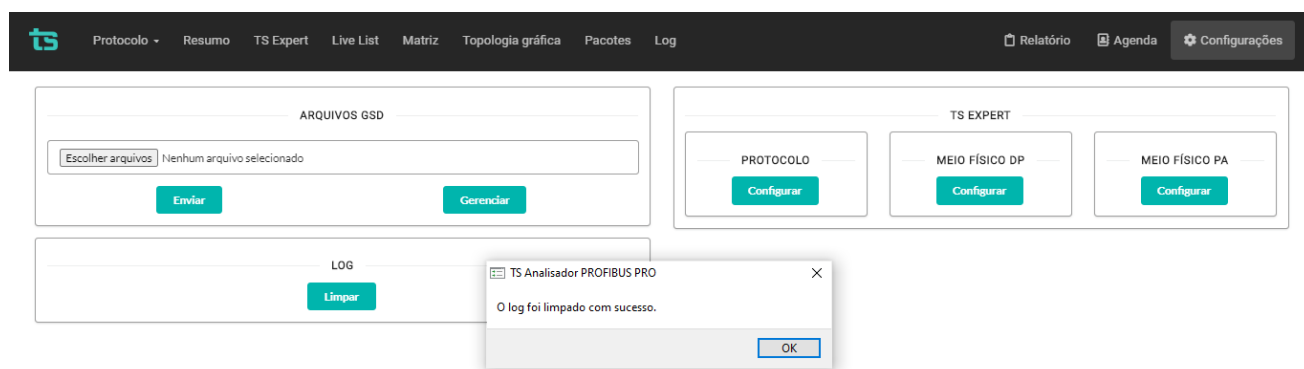 ts Protocolo Resumo TS Expert Live List Matriz Topologia gráfica Pacotes Log Relatório Agenda Configurações
ARQUIVOS GSD
Escolher arquivos Nenhum arquivo selecionado
Enviar Gerenciar
TS EXPERT
PROTOCOLO MEIO FÍSICO DP MEIO FÍSICO PA
Configurar Configurar Configurar
LOG
Limpar
TS Analisador PROFIBUS PRO
O log foi limpado com sucesso.
OK